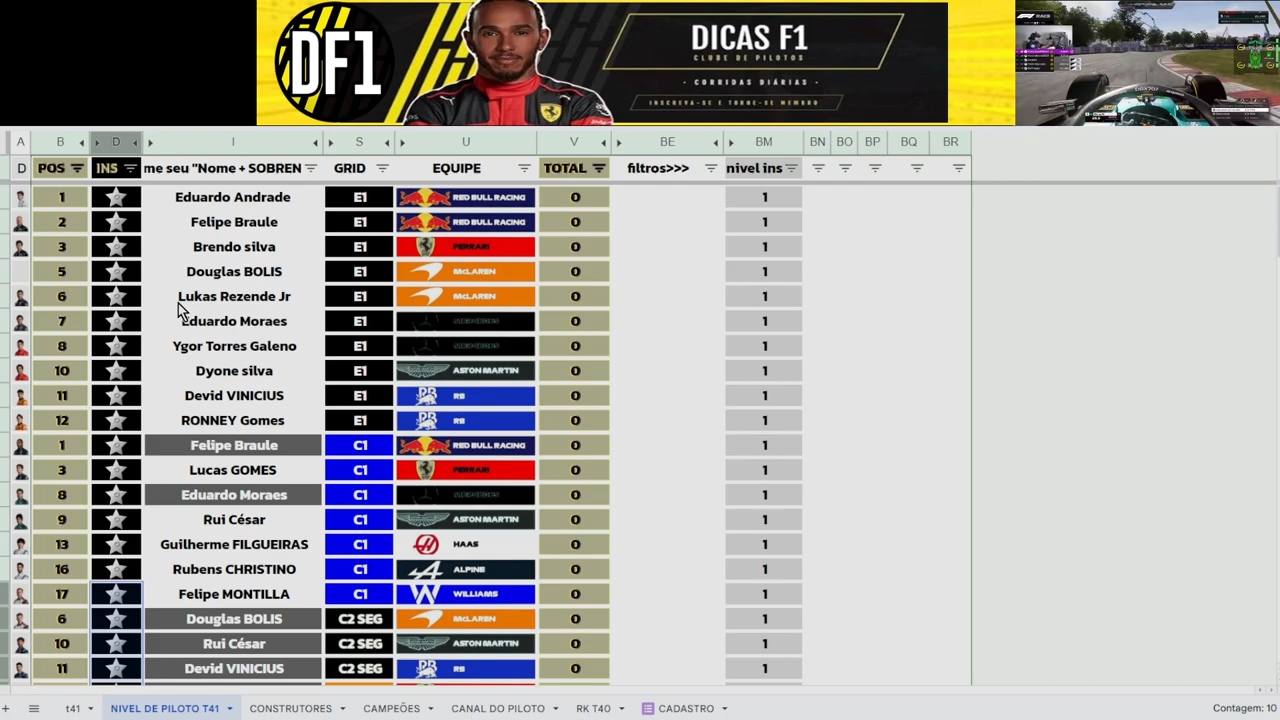 DF1
DICAS F1
CLUBE DE PILOTOS
- CORRIDAS DIÁRIAS -
INSCREVA-SE E TORNE-SE MEMBRO
A B D I S U V BE BM BN BO BP BQ BR
D POS INS me seu "Nome + SOBREN GRID EQUIPE TOTAL filtros>>> nivel ins
1 Eduardo Andrade E1 RED BULL RACING 0 1
2 Felipe Braule E1 RED BULL RACING 0 1
3 Brendo silva E1 FERRARI 0 1
5 Douglas BOLIS E1 McLAREN 0 1
6 Lukas Rezende Jr E1 McLAREN 0 1
7 Eduardo Moraes E1 MERCEDES 0 1
8 Ygor Torres Galeno E1 MERCEDES 0 1
10 Dyone silva E1 ASTON MARTIN 0 1
11 Devid VINICIUS E1 RB 0 1
12 RONNEY Gomes E1 RB 0 1
1 Felipe Braule C1 RED BULL RACING 0 1
3 Lucas GOMES C1 FERRARI 0 1
8 Eduardo Moraes C1 MERCEDES 0 1
9 Rui César C1 ASTON MARTIN 0 1
13 Guilherme FILGUEIRAS C1 HAAS 0 1
16 Rubens CHRISTINO C1 ALPINE 0 1
17 Felipe MONTILLA C1 WILLIAMS 0 1
6 Douglas BOLIS C2 SEG McLAREN 0 1
10 Rui César C2 SEG ASTON MARTIN 0 1
11 Devid VINICIUS C2 SEG RB 0 1
+ t41 NIVEL DE PILOTO T41 CONSTRUTORES CAMPEÕES CANAL DO PILOTO RK T40 CADASTRO Contagem: 10